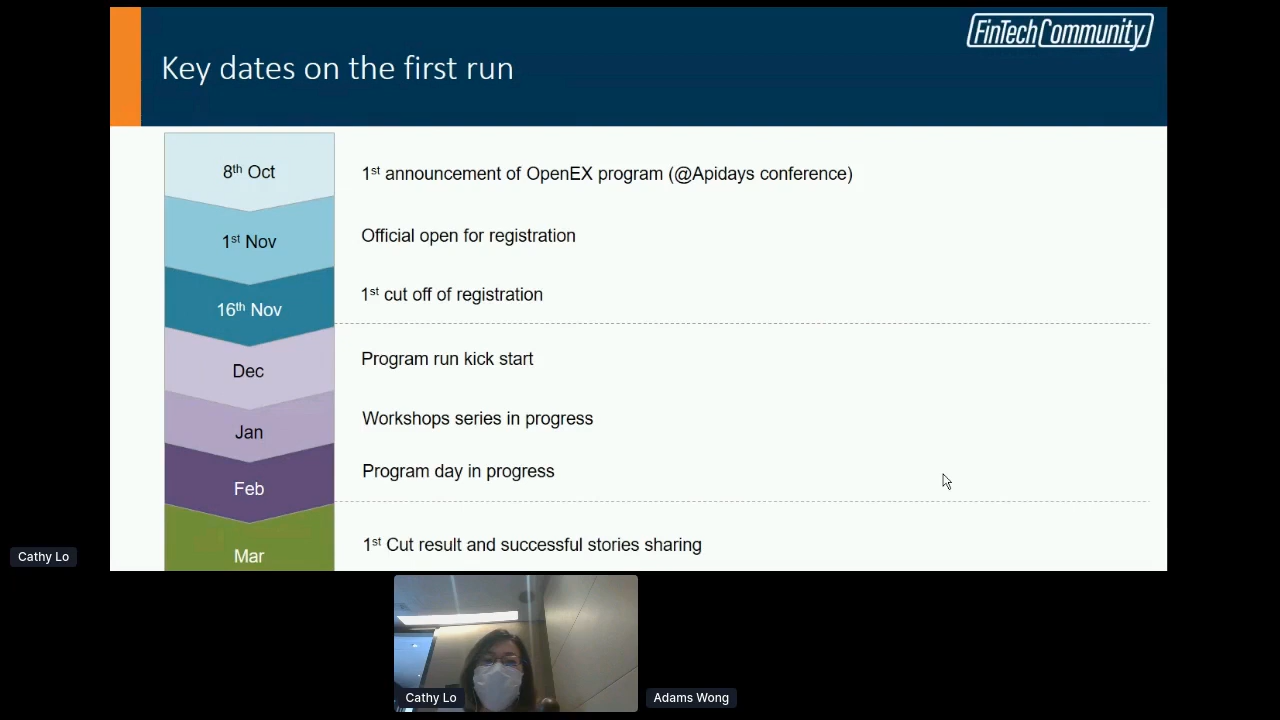 FinTechCommunity
Key dates on the first run
8th Oct
1st announcement of OpenEX program (@Apidays conference)
1st Nov
Official open for registration
16th Nov
1st cut off of registration
Dec
Program run kick start
Jan
Workshops series in progress
Feb
Program day in progress
Mar
1st Cut result and successful stories sharing
Cathy Lo
Cathy Lo
Adams Wong